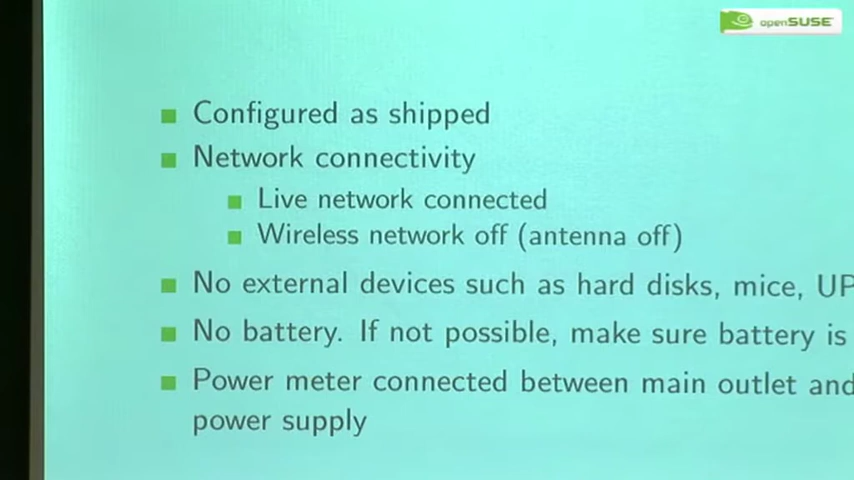 openSUSE
Configured as shipped
Network connectivity
Live network connected
Wireless network off (antenna off)
No external devices such as hard disks, mice,
No battery. If not possible, make sure battery is
Power meter connected between main outlet and
power supply